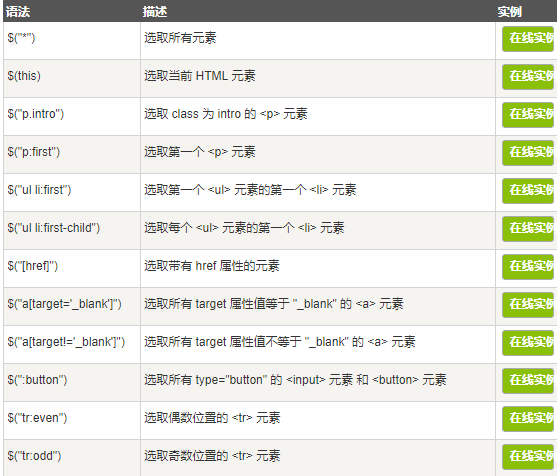 语法 描述 实例
$("*") 选取所有元素 在线实例
$(this) 选取当前 HTML 元素 在线实例
$("p.intro") 选取 class 为 intro 的 <p> 元素 在线实例
$("p:first") 选取第一个 <p> 元素 在线实例
$("ul li:first") 选取第一个 <ul> 元素的第一个 <li> 元素 在线实例
$("ul li:first-child") 选取每个 <ul> 元素的第一个 <li> 元素 在线实例
$("[href]") 选取带有 href 属性的元素 在线实例
$("a[target='_blank']") 选取所有 target 属性值等于 "_blank" 的 <a> 元素 在线实例
$("a[target!='_blank']") 选取所有 target 属性值不等于 "_blank" 的 <a> 元素 在线实例
$(":button") 选取所有 type="button" 的 <input> 元素 和 <button> 元素 在线实例
$("tr:even") 选取偶数位置的 <tr> 元素 在线实例
$("tr:odd") 选取奇数位置的 <tr> 元素 在线实例